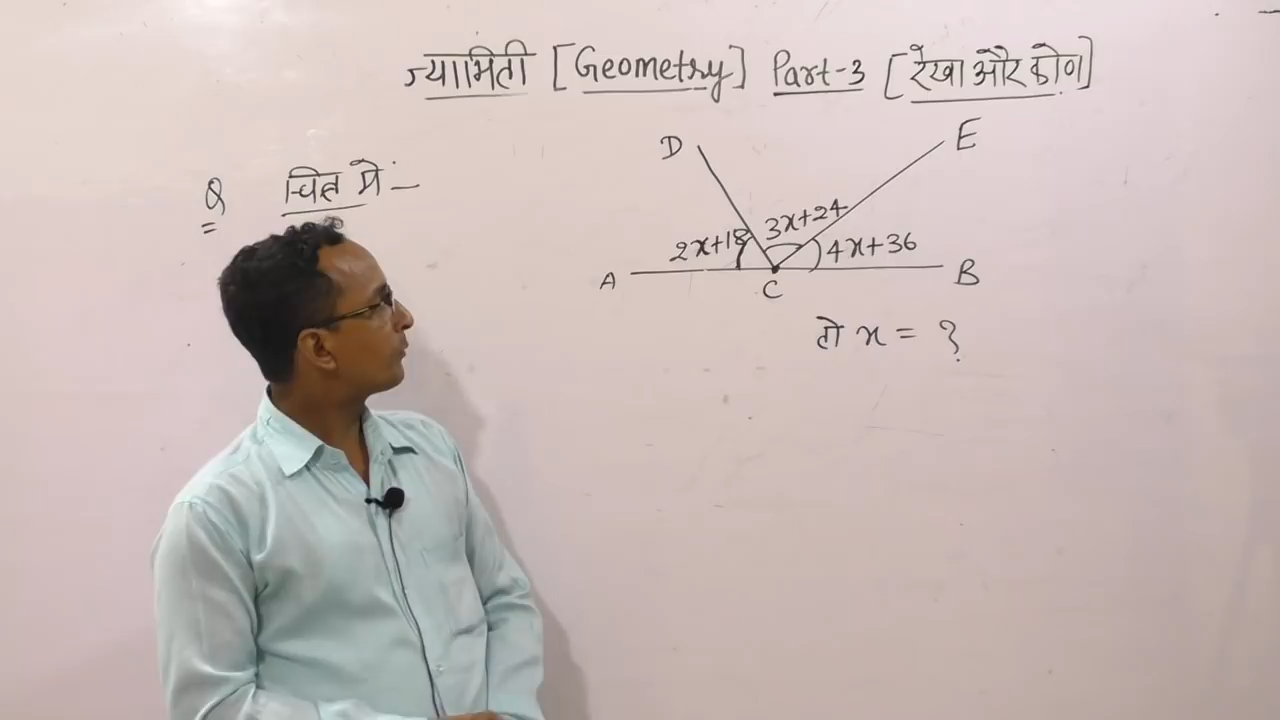 ज्यामिती [Geometry] Part-3 [रेखा और कोण]
Q चित्र में :-
D E
2x+18 3x+24 4x+36
A C B
तो x = ?